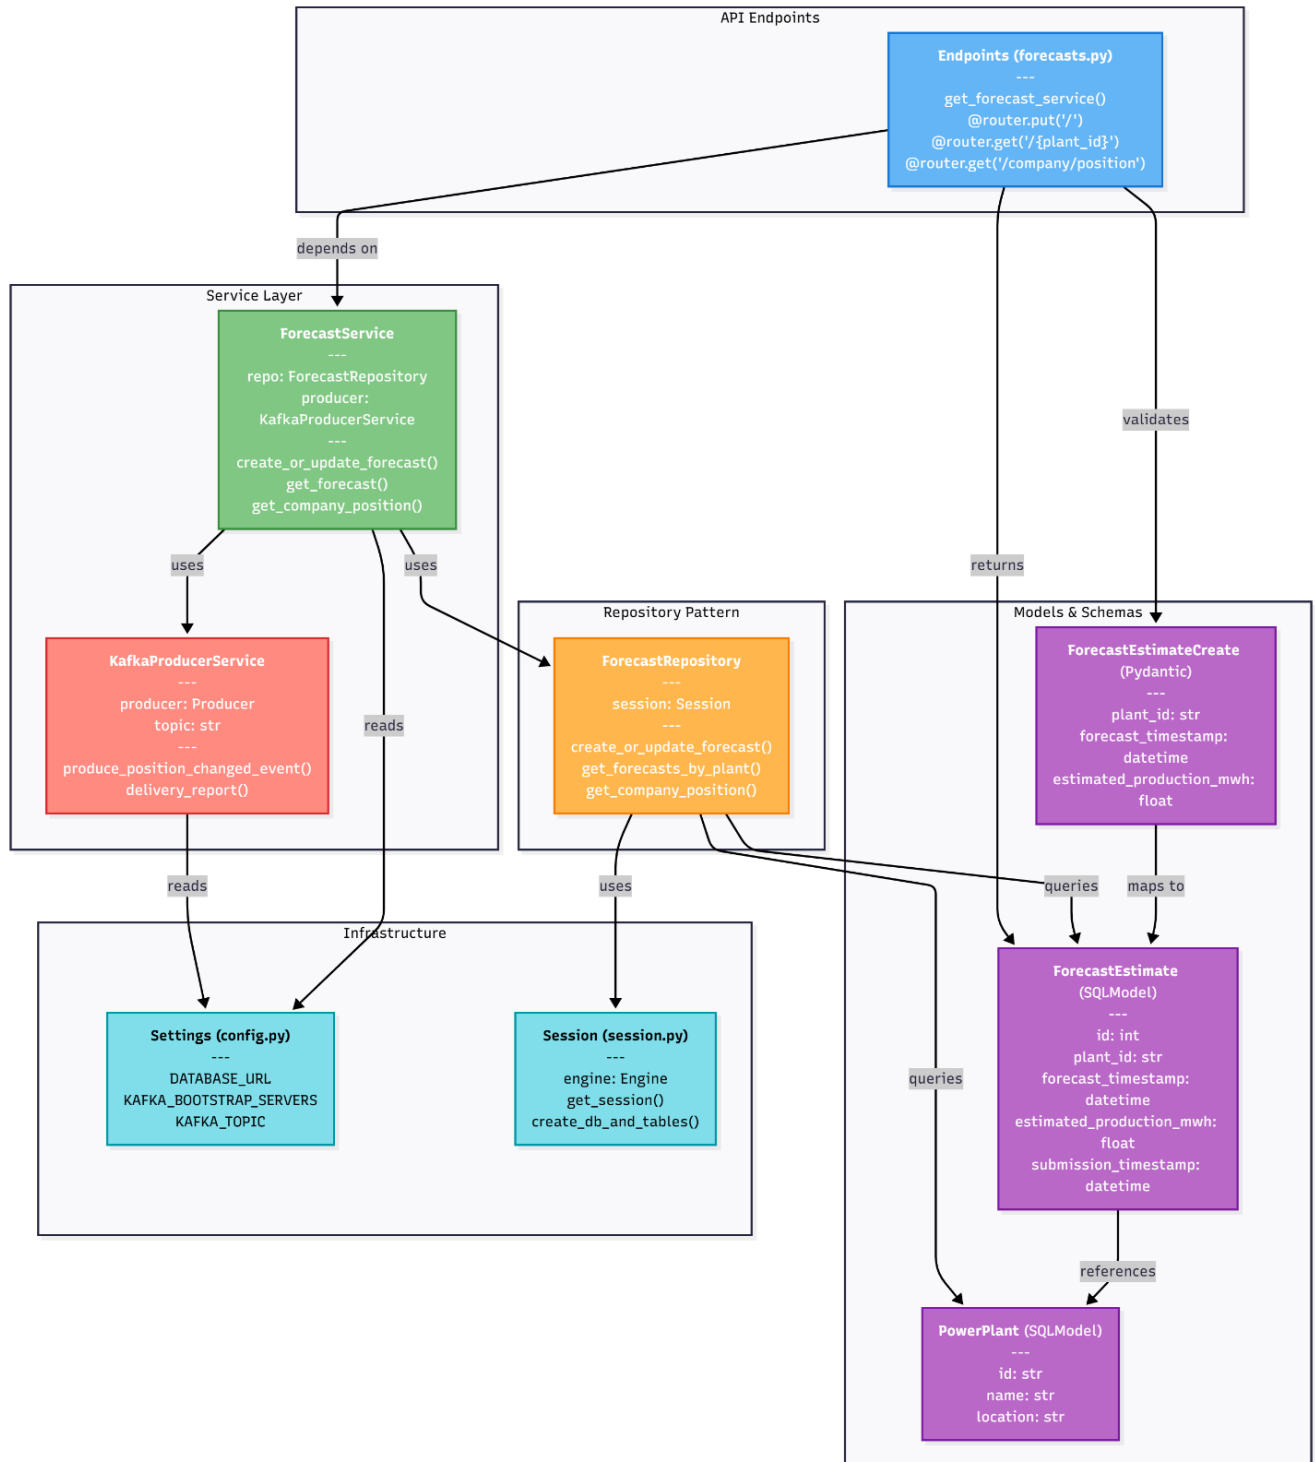 API Endpoints
Endpoints (forecasts.py)
---
get_forecast_service()
@router.put('/')
@router.get('/{plant_id}')
@router.get('/company/position')
depends on
Service Layer
ForecastService
---
repo: ForecastRepository
producer:
KafkaProducerService
---
create_or_update_forecast()
get_forecast()
get_company_position()
validates
uses
uses
returns
Repository Pattern
Models & Schemas
KafkaProducerService
---
producer: Producer
topic: str
---
produce_position_changed_event()
delivery_report()
reads
ForecastRepository
---
session: Session
---
create_or_update_forecast()
get_forecasts_by_plant()
get_company_position()
ForecastEstimateCreate
(Pydantic)
---
plant_id: str
forecast_timestamp:
datetime
estimated_production_mwh:
float
reads
uses
queries
maps to
Infrastructure
Settings (config.py)
---
DATABASE_URL
KAFKA_BOOTSTRAP_SERVERS
KAFKA_TOPIC
Session (session.py)
---
engine: Engine
get_session()
create_db_and_tables()
queries
ForecastEstimate
(SQLModel)
---
id: int
plant_id: str
forecast_timestamp:
datetime
estimated_production_mwh:
float
submission_timestamp:
datetime
references
PowerPlant (SQLModel)
---
id: str
name: str
location: str